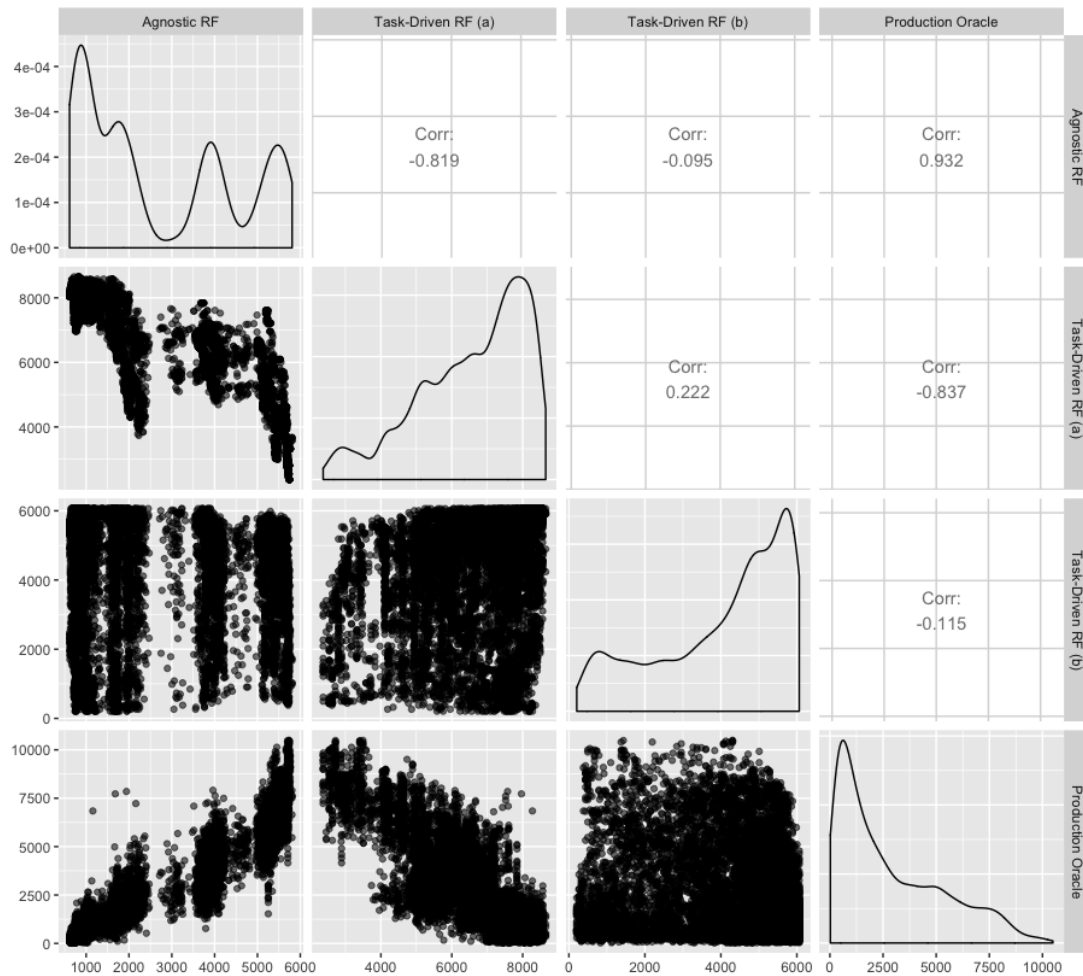 Agnostic RF
Task-Driven RF (a)
Task-Driven RF (b)
Production Oracle
4e-04
3e-04
2e-04
1e-04
0e+00
Corr:
-0.819
Corr:
-0.095
Corr:
0.932
Agnostic RF
8000
6000
4000
Corr:
0.222
Corr:
-0.837
Task-Driven RF (a)
6000
4000
2000
0
Corr:
-0.115
Task-Driven RF (b)
10000
7500
5000
2500
0
Production Oracle
1000 2000 3000 4000 5000 6000
4000 6000 8000
0 2000 4000 6000
0 2500 5000 7500 10000